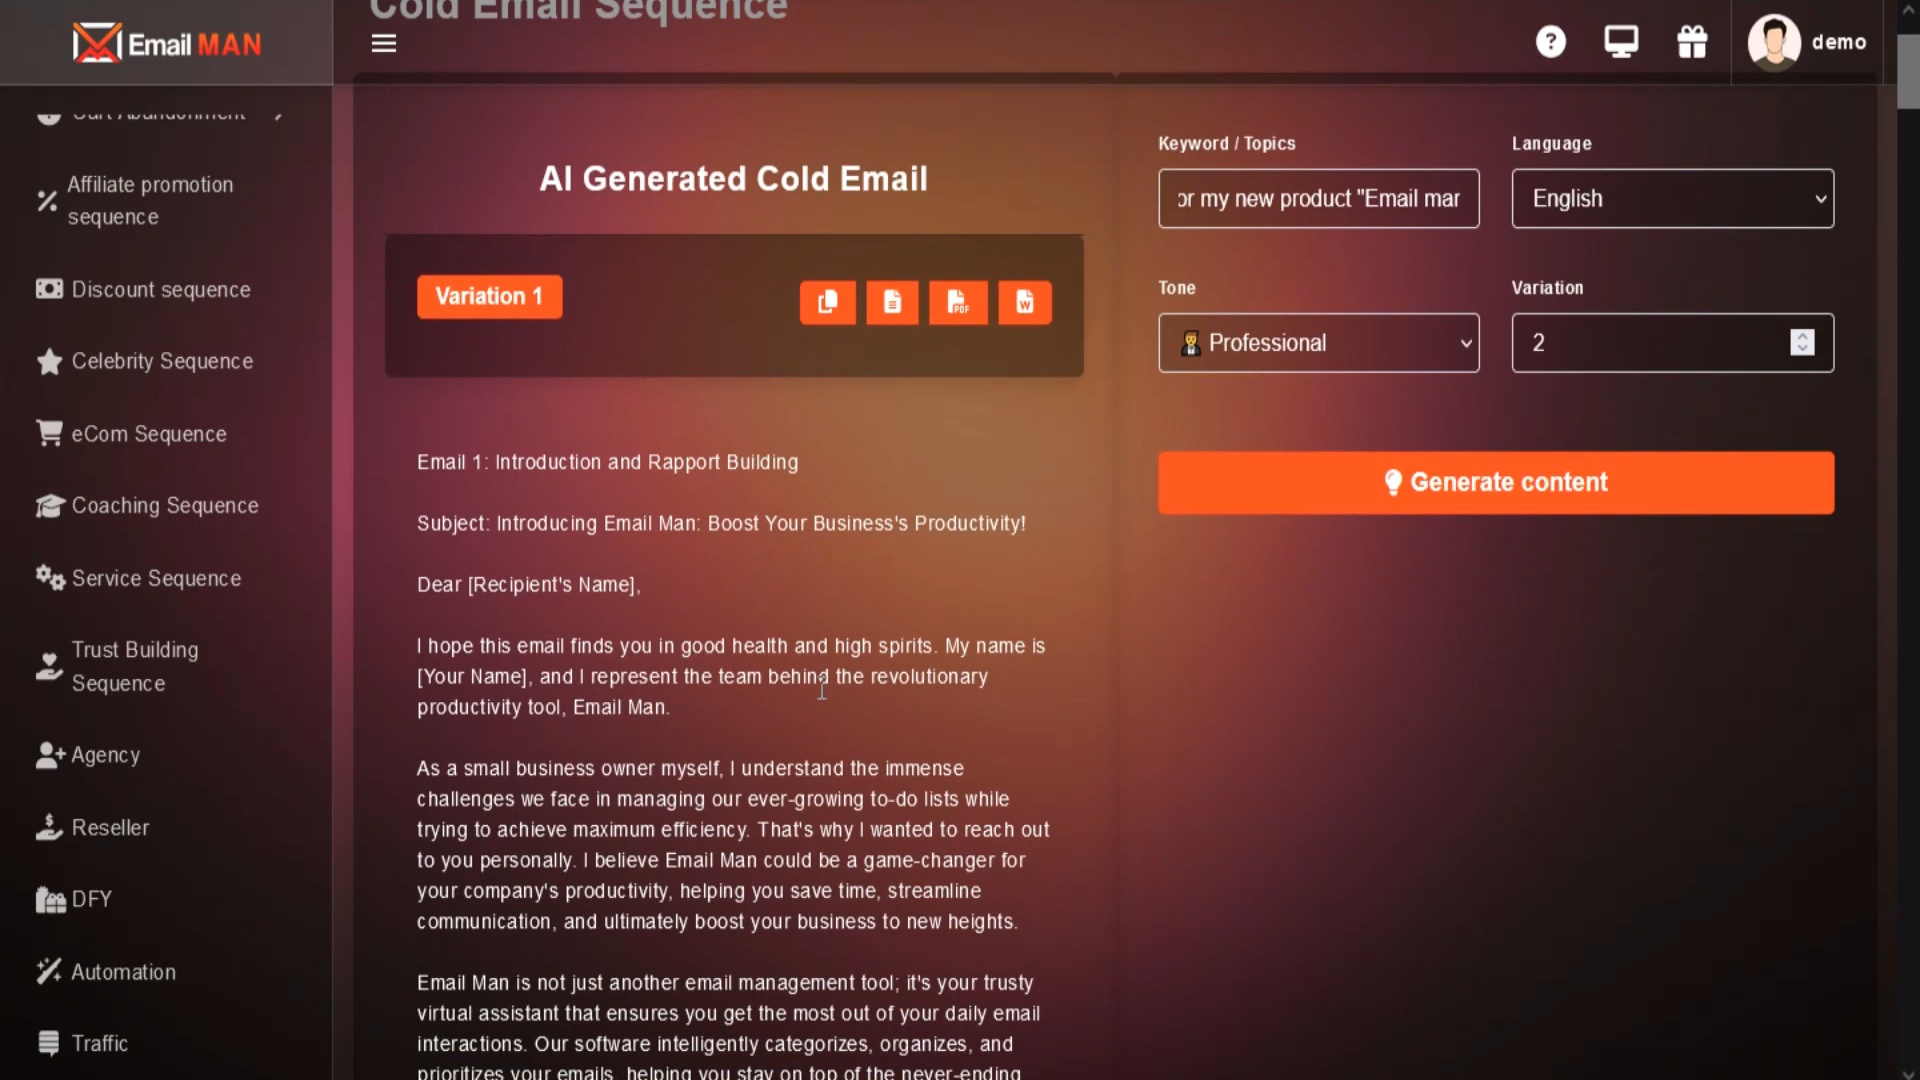 Cold Email Sequence
Email MAN
demo
Cart Abandonment
Affiliate promotion
sequence
Discount sequence
Celebrity Sequence
eCom Sequence
Coaching Sequence
Service Sequence
Trust Building
Sequence
Agency
Reseller
DFY
Automation
Traffic
AI Generated Cold Email
Variation 1
PDF
W
Email 1: Introduction and Rapport Building
Subject: Introducing Email Man: Boost Your Business's Productivity!
Dear [Recipient's Name],
I hope this email finds you in good health and high spirits. My name is
[Your Name], and I represent the team behind the revolutionary
productivity tool, Email Man.
As a small business owner myself, I understand the immense
challenges we face in managing our ever-growing to-do lists while
trying to achieve maximum efficiency. That's why I wanted to reach out
to you personally. I believe Email Man could be a game-changer for
your company's productivity, helping you save time, streamline
communication, and ultimately boost your business to new heights.
Email Man is not just another email management tool; it's your trusty
virtual assistant that ensures you get the most out of your daily email
interactions. Our software intelligently categorizes, organizes, and
prioritizes your emails, helping you stay on top of the never-ending
Keyword / Topics
or my new product "Email mar
Language
English
Tone
Professional
Variation
2
Generate content